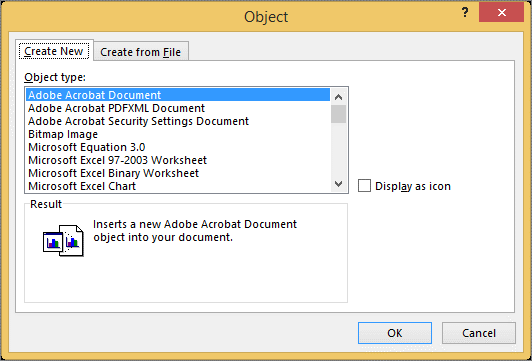 Object
?
Create New
Create from File
Object type:
Adobe Acrobat Document
Adobe Acrobat PDFXML Document
Adobe Acrobat Security Settings Document
Bitmap Image
Microsoft Equation 3.0
Microsoft Excel 97-2003 Worksheet
Microsoft Excel Binary Worksheet
Microsoft Excel Chart
Display as icon
Result
Inserts a new Adobe Acrobat Document
object into your document.
OK
Cancel